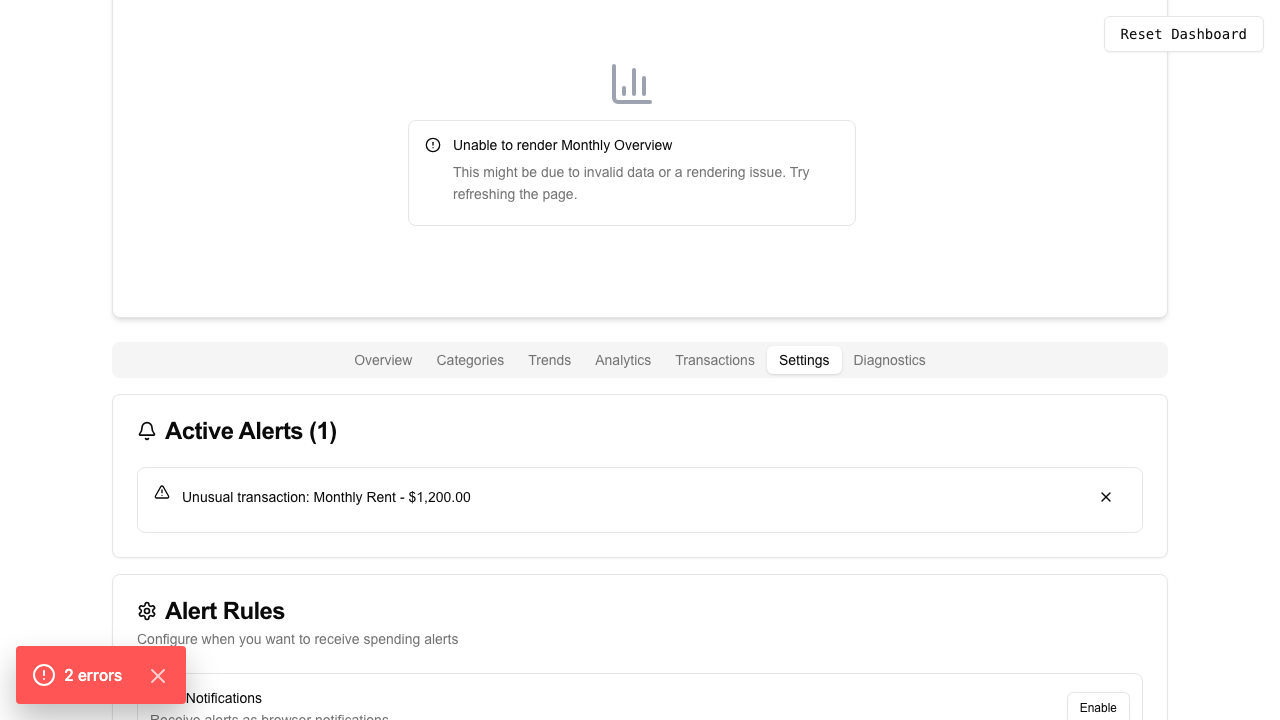 Reset Dashboard
Unable to render Monthly Overview
This might be due to invalid data or a rendering issue. Try
refreshing the page.
Overview Categories Trends Analytics Transactions Settings Diagnostics
Active Alerts (1)
Unusual transaction: Monthly Rent - $1,200.00
Alert Rules
Configure when you want to receive spending alerts
2 errors
Notifications
Receive alerts as browser notifications
Enable